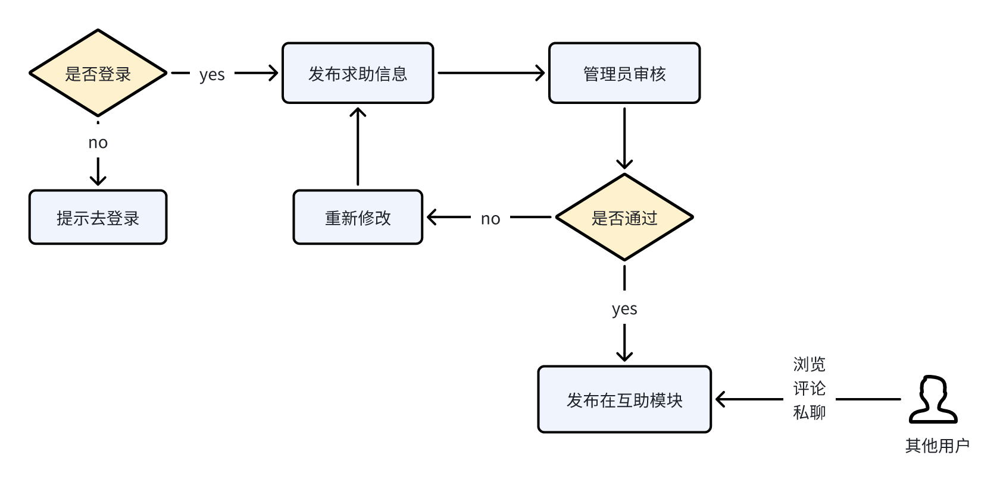 是否登录
yes
发布求助信息
管理员审核
no
提示去登录
重新修改
no
是否通过
yes
发布在互助模块
浏览
评论
私聊
其他用户